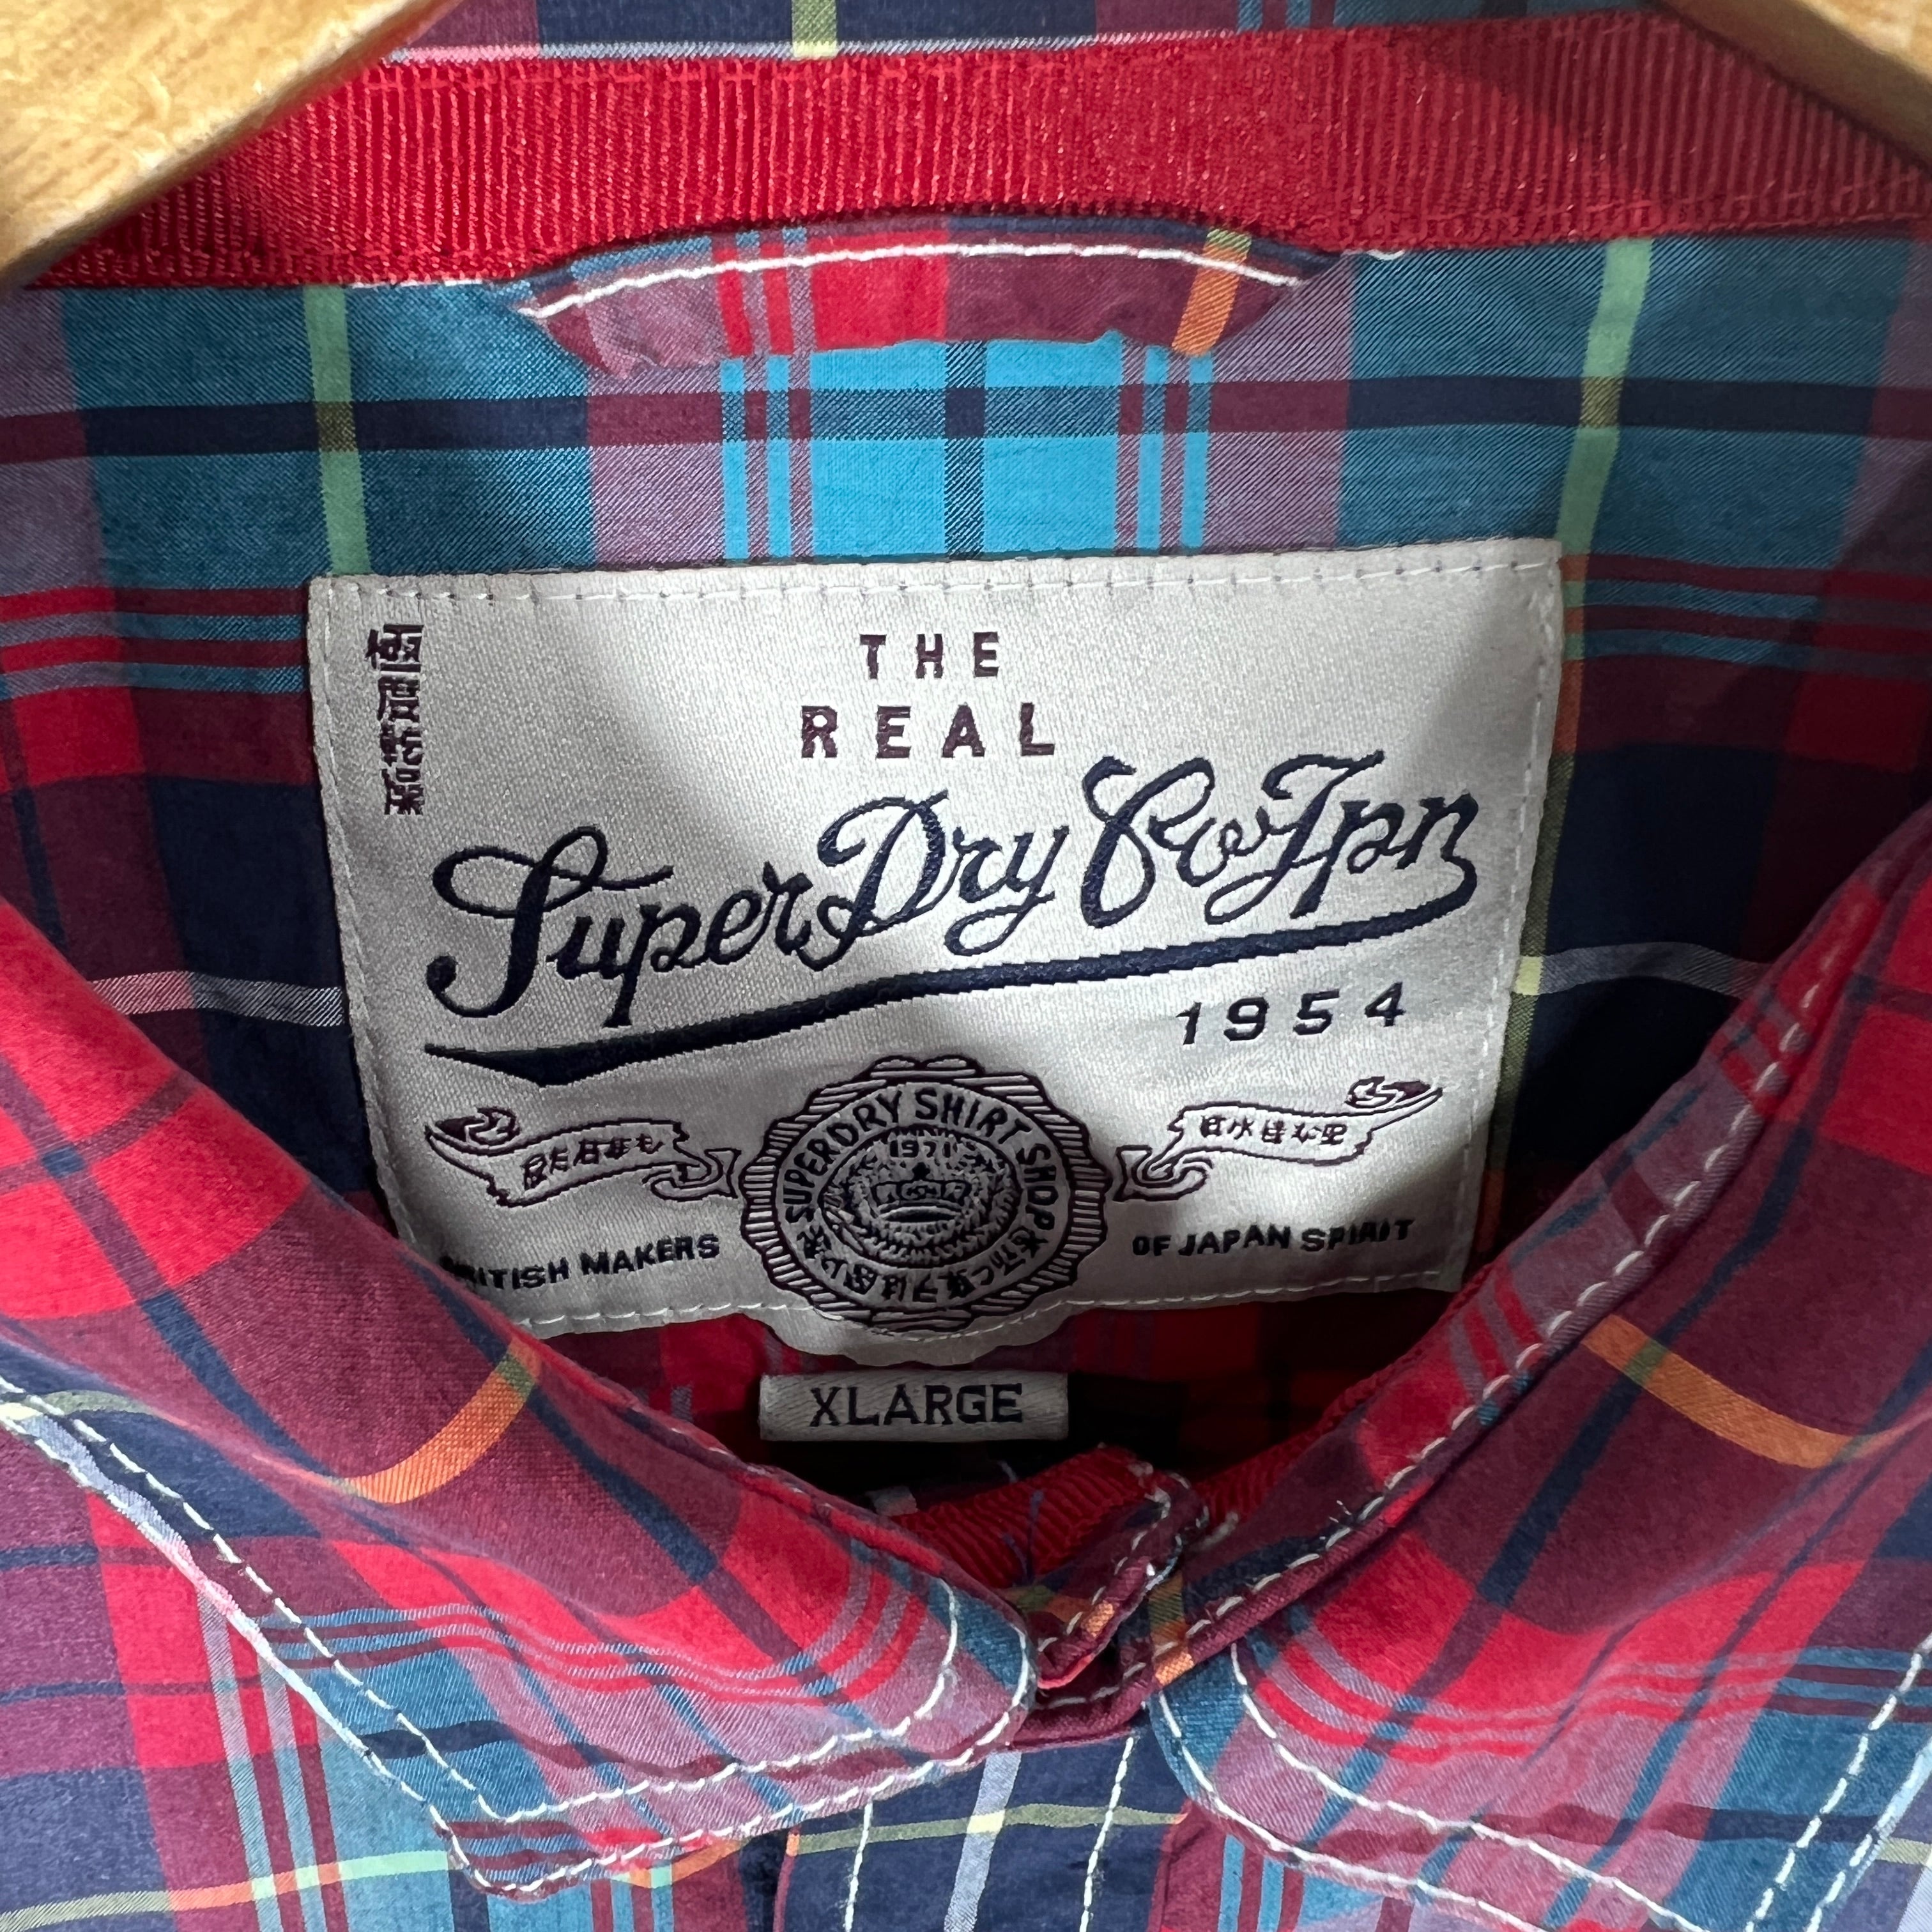 極度乾燥
THE
REAL
SuperDry Co Jpn
1954
SUPERDRY SHIRT SHOP
1971
BRITISH MAKERS
OF JAPAN SPIRIT
XLARGE